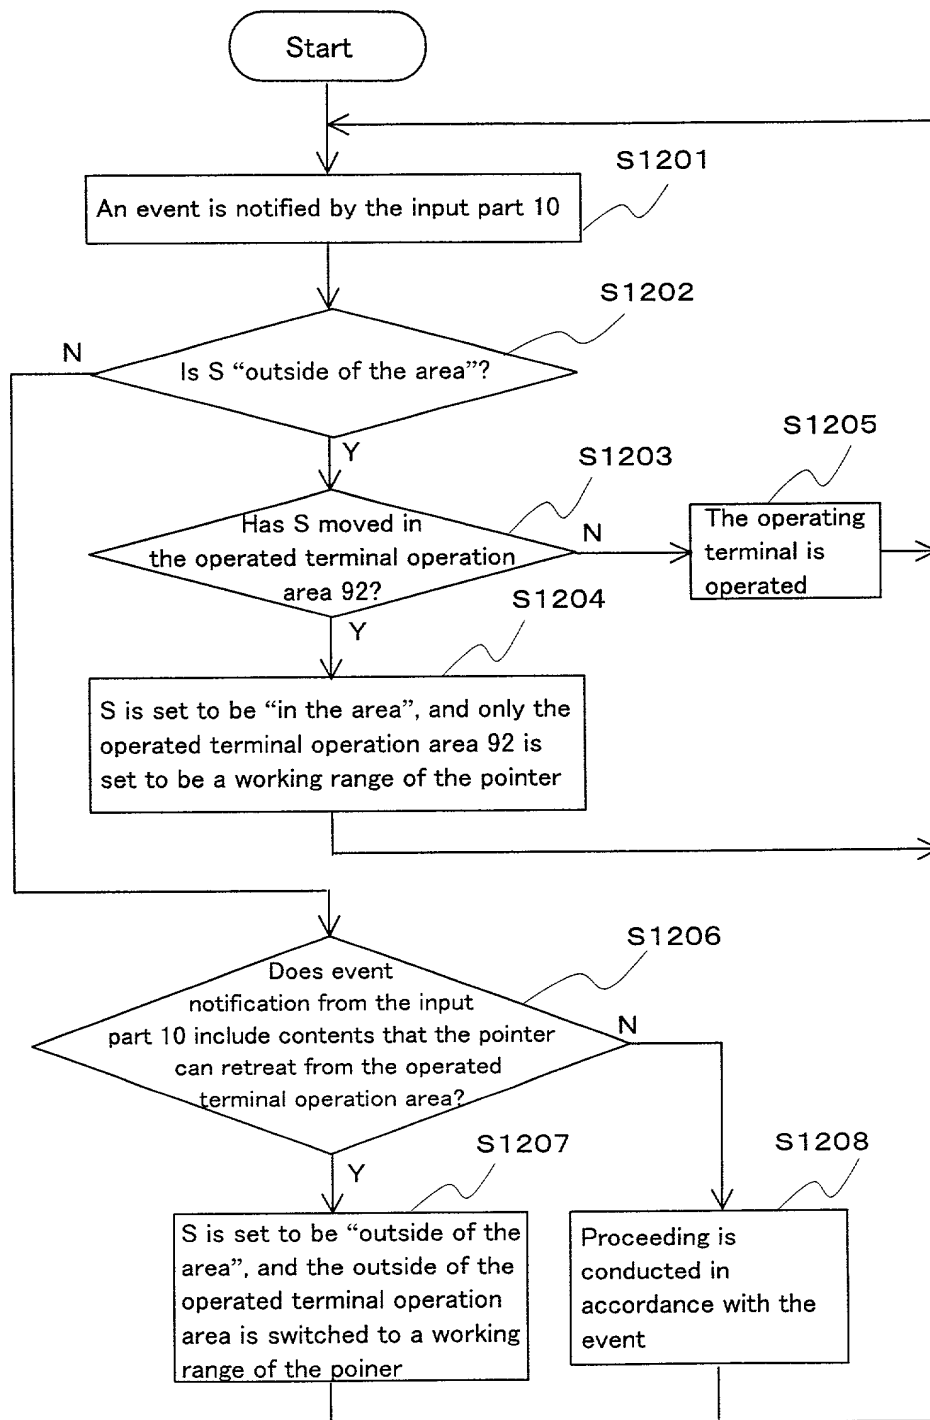 Start
S1201
An event is notified by the input part 10
S1202
N
Is S “outside of the area”?
Y
S1203
S1205
Has S moved in
the operated terminal operation
area 92?
N
The operating
terminal is
operated
Y
S1204
S is set to be “in the area”, and only the
operated terminal operation area 92 is
set to be a working range of the pointer
S1206
Does event
notification from the input
part 10 include contents that the pointer
can retreat from the operated
terminal operation area?
N
Y
S1207
S1208
S is set to be “outside of the
area”, and the outside of the
operated terminal operation
area is switched to a working
range of the poiner
Proceeding is
conducted in
accordance with the
event